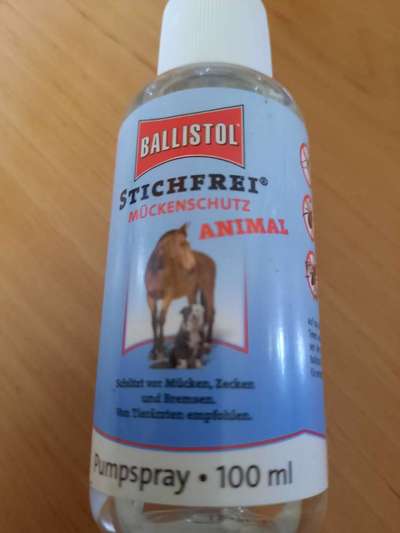 BALLISTOL
STICHFREI®
MÜCKENSCHUTZ
ANIMAL
Schützt vor Mücken, Zecken
und Bremsen.
Von Tierärzten empfohlen.
Pumpspray • 100 ml